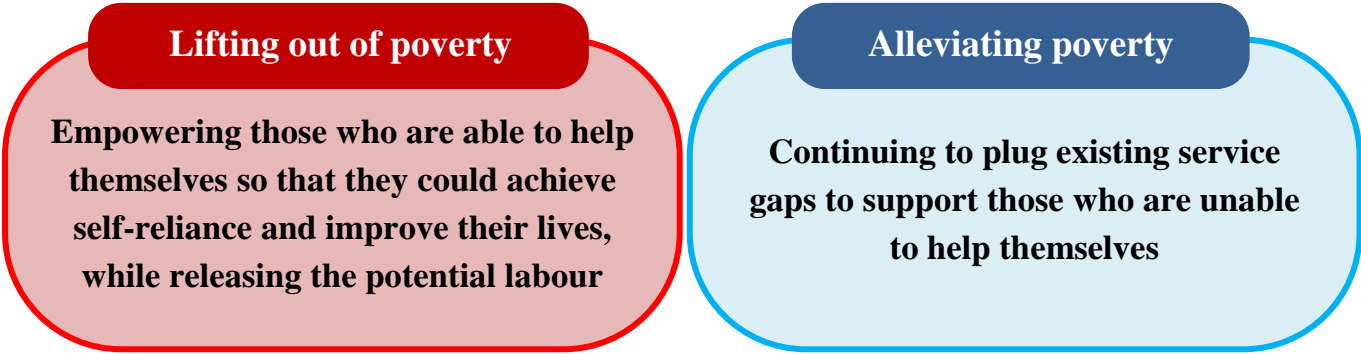 Lifting out of poverty
Empowering those who are able to help
themselves so that they could achieve
self-reliance and improve their lives,
while releasing the potential labour
Alleviating poverty
Continuing to plug existing service
gaps to support those who are unable
to help themselves